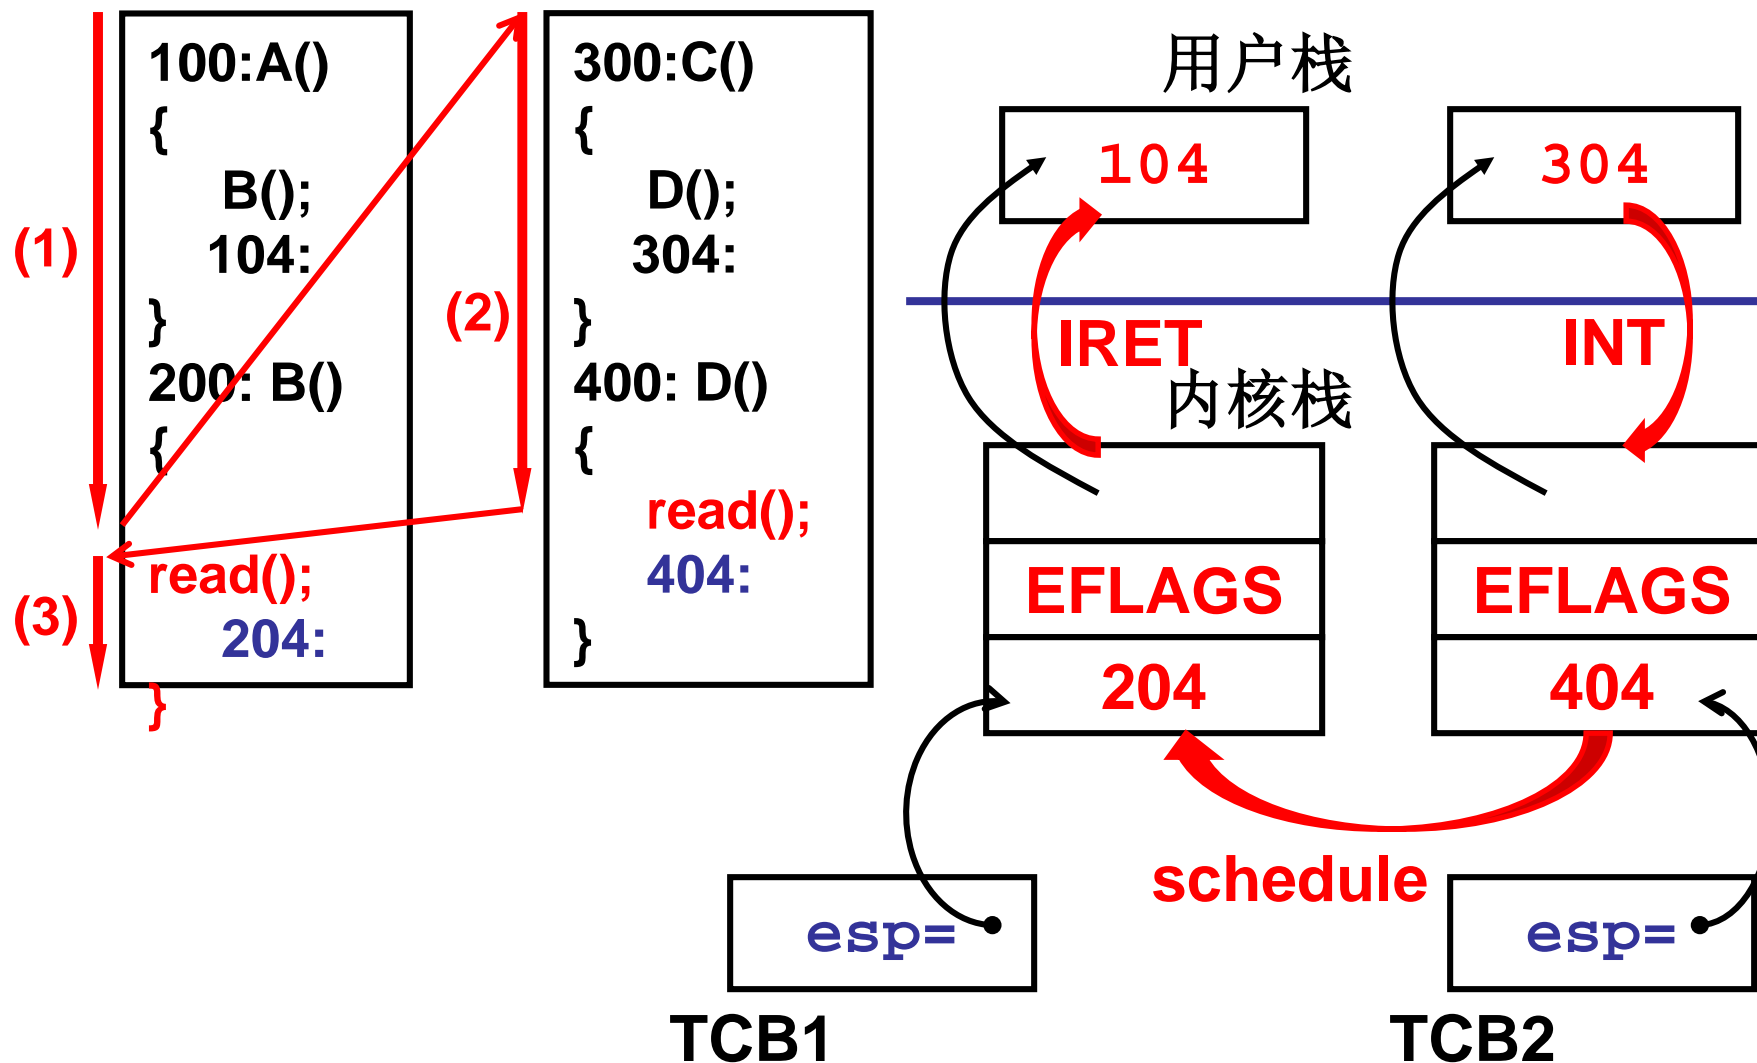 (1)
(3)
100:A()
{
B();
104:
}
200: B()
{
read();
204:
}
(2)
300:C()
{
D();
304:
}
400: D()
{
read();
404:
}
用户栈
104
304
IRET
INT
内核栈
EFLAGS
EFLAGS
204
404
schedule
esp=
esp=
TCB1
TCB2